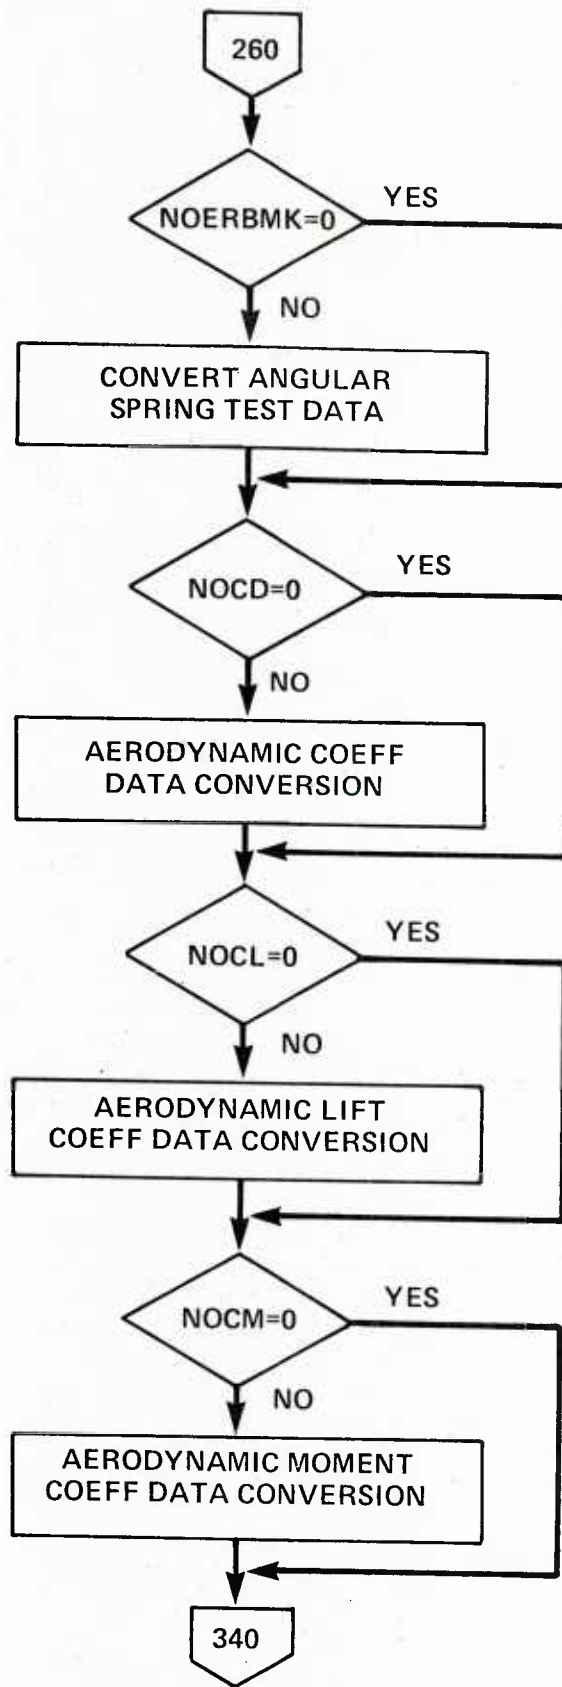 260
NOERBMK=0
YES
NO
CONVERT ANGULAR
SPRING TEST DATA
NOCD=0
YES
NO
AERODYNAMIC COEFF
DATA CONVERSION
NOCL=0
YES
NO
AERODYNAMIC LIFT
COEFF DATA CONVERSION
NOCM=0
YES
NO
AERODYNAMIC MOMENT
COEFF DATA CONVERSION
340